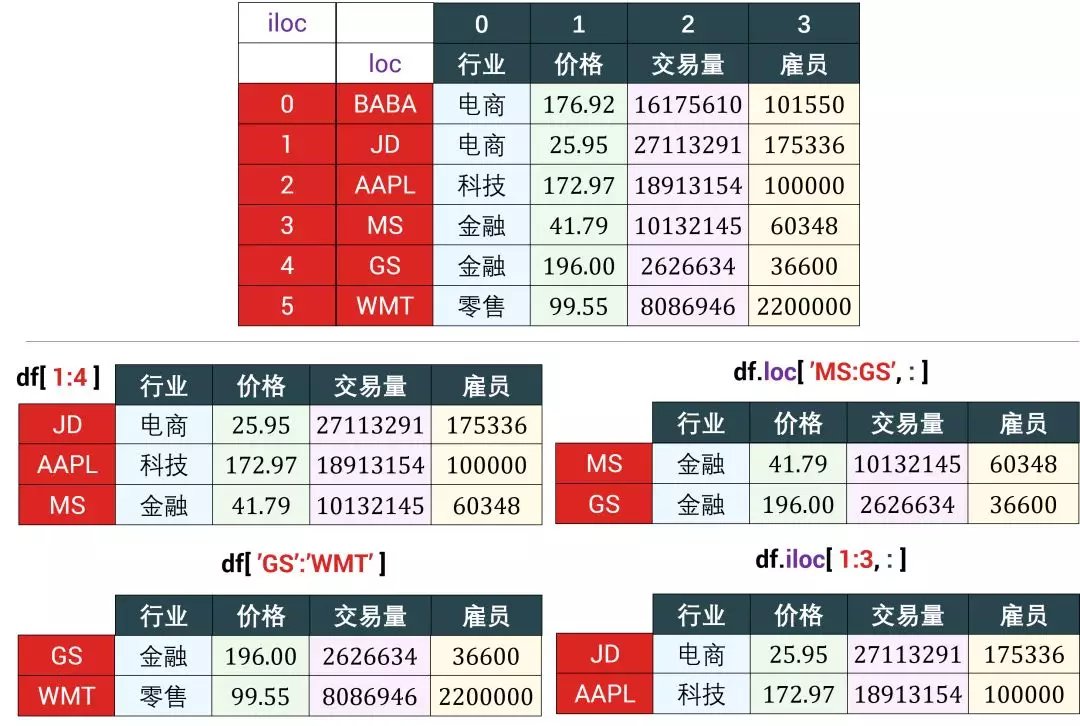 iloc 0 1 2 3
loc 行业 价格 交易量 雇员
0 BABA 电商 176.92 16175610 101550
1 JD 电商 25.95 27113291 175336
2 AAPL 科技 172.97 18913154 100000
3 MS 金融 41.79 10132145 60348
4 GS 金融 196.00 2626634 36600
5 WMT 零售 99.55 8086946 2200000
df[ 1:4 ]
行业 价格 交易量 雇员
JD 电商 25.95 27113291 175336
AAPL 科技 172.97 18913154 100000
MS 金融 41.79 10132145 60348
df.loc[ ’MS:GS’, : ]
行业 价格 交易量 雇员
MS 金融 41.79 10132145 60348
GS 金融 196.00 2626634 36600
df[ ’GS’:’WMT’ ]
行业 价格 交易量 雇员
GS 金融 196.00 2626634 36600
WMT 零售 99.55 8086946 2200000
df.iloc[ 1:3, : ]
行业 价格 交易量 雇员
JD 电商 25.95 27113291 175336
AAPL 科技 172.97 18913154 100000